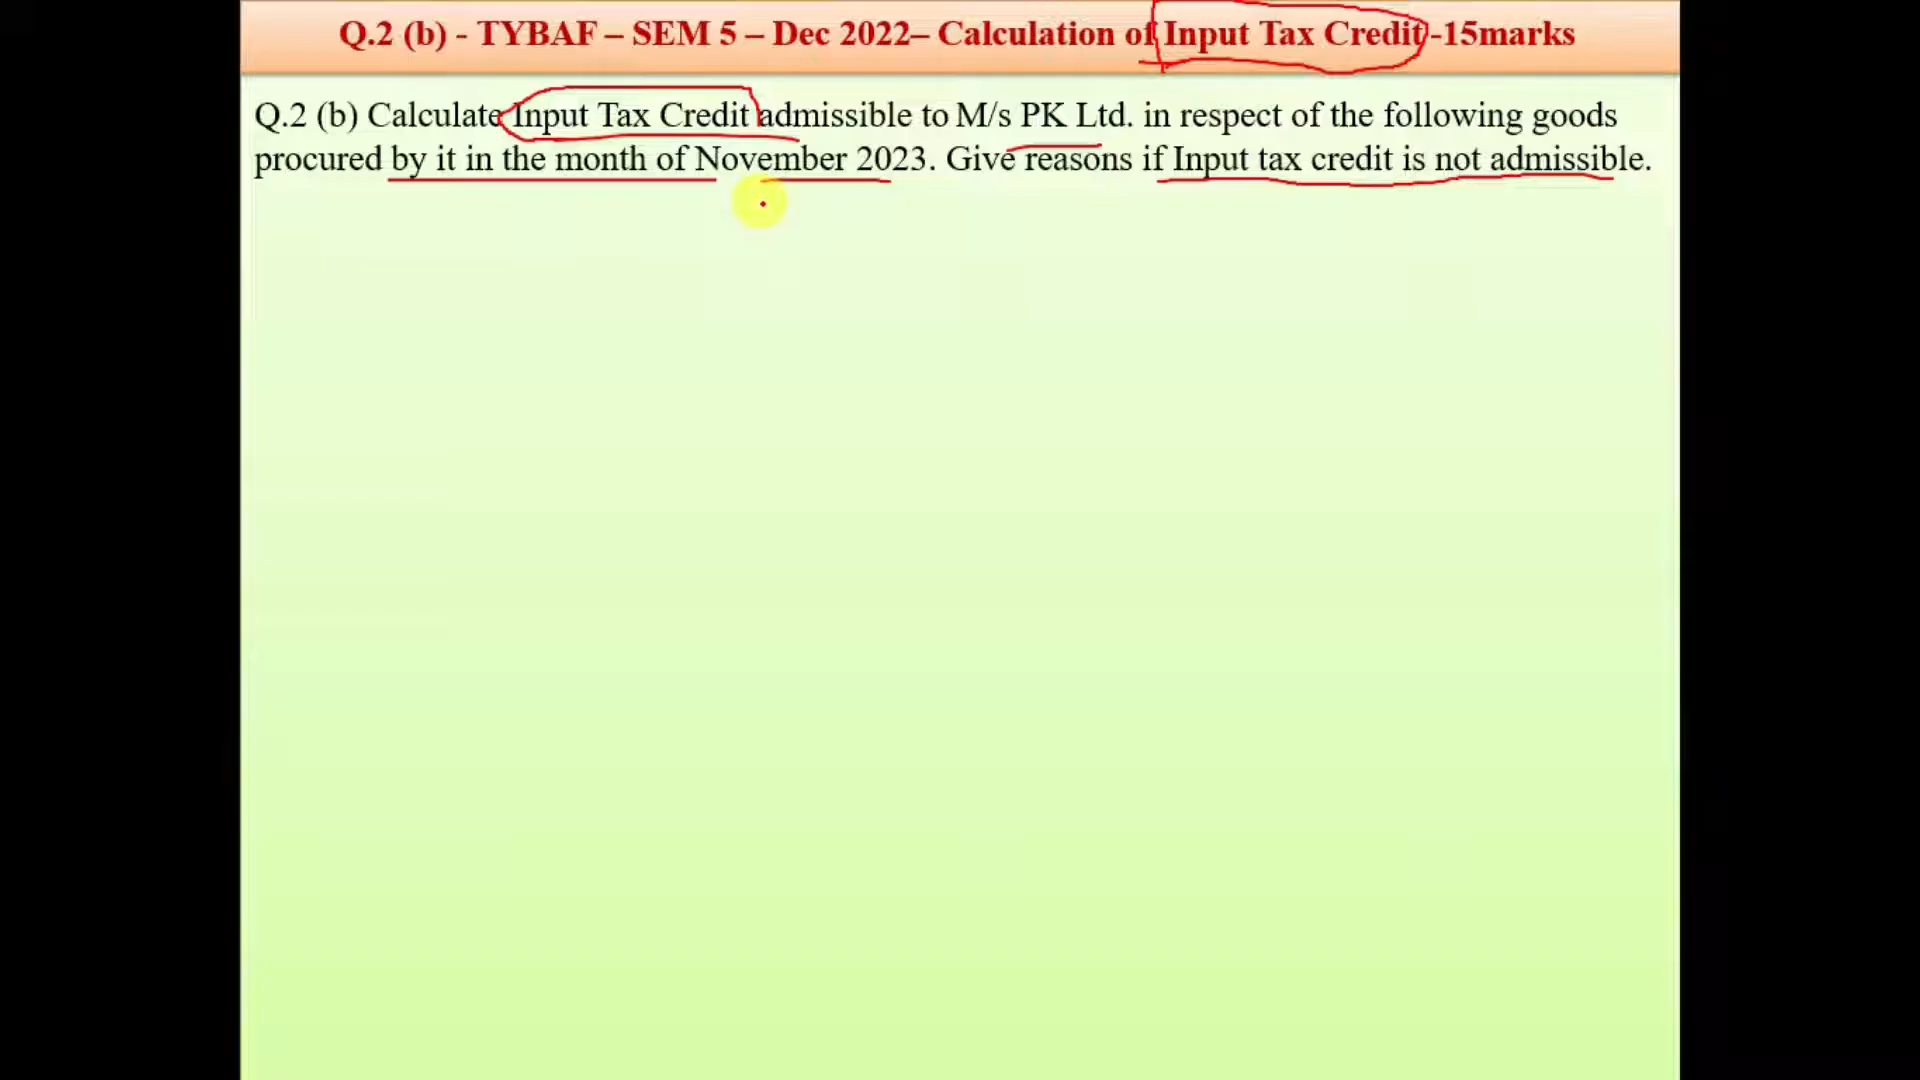 Q.2 (b) - TYBAF – SEM 5 – Dec 2022– Calculation of Input Tax Credit -15marks
Q.2 (b) Calculate Input Tax Credit admissible to M/s PK Ltd. in respect of the following goods
procured by it in the month of November 2023. Give reasons if Input tax credit is not admissible.